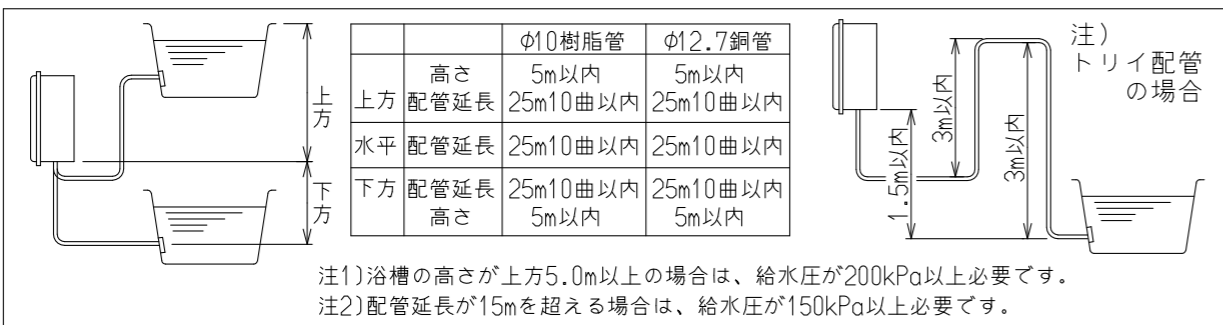 上方
下方
φ10樹脂管 φ12.7銅管
上方 高さ 5m以内 5m以内
配管延長 25m10曲以内 25m10曲以内
水平 配管延長 25m10曲以内 25m10曲以内
下方 配管延長 25m10曲以内 25m10曲以内
高さ 5m以内 5m以内
1.5m以内
3m以内
3m以内
注)
トリイ配管
の場合
注1)浴槽の高さが上方5.0m以上の場合は、給水圧が200kPa以上必要です。
注2)配管延長が15mを超える場合は、給水圧が150kPa以上必要です。